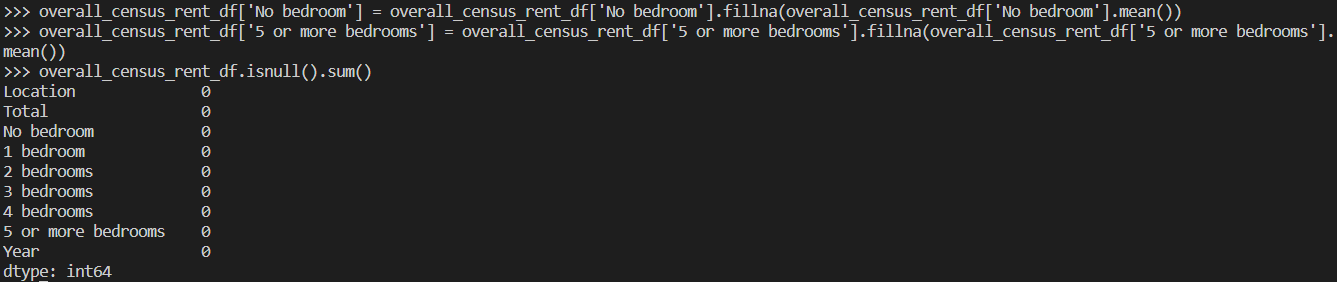 >>> overall_census_rent_df['No bedroom'] = overall_census_rent_df['No bedroom'].fillna(overall_census_rent_df['No bedroom'].mean())
>>> overall_census_rent_df['5 or more bedrooms'] = overall_census_rent_df['5 or more bedrooms'].fillna(overall_census_rent_df['5 or more bedrooms'].
mean())
>>> overall_census_rent_df.isnull().sum()
Location              0
Total                 0
No bedroom            0
1 bedroom             0
2 bedrooms            0
3 bedrooms            0
4 bedrooms            0
5 or more bedrooms    0
Year                  0
dtype: int64